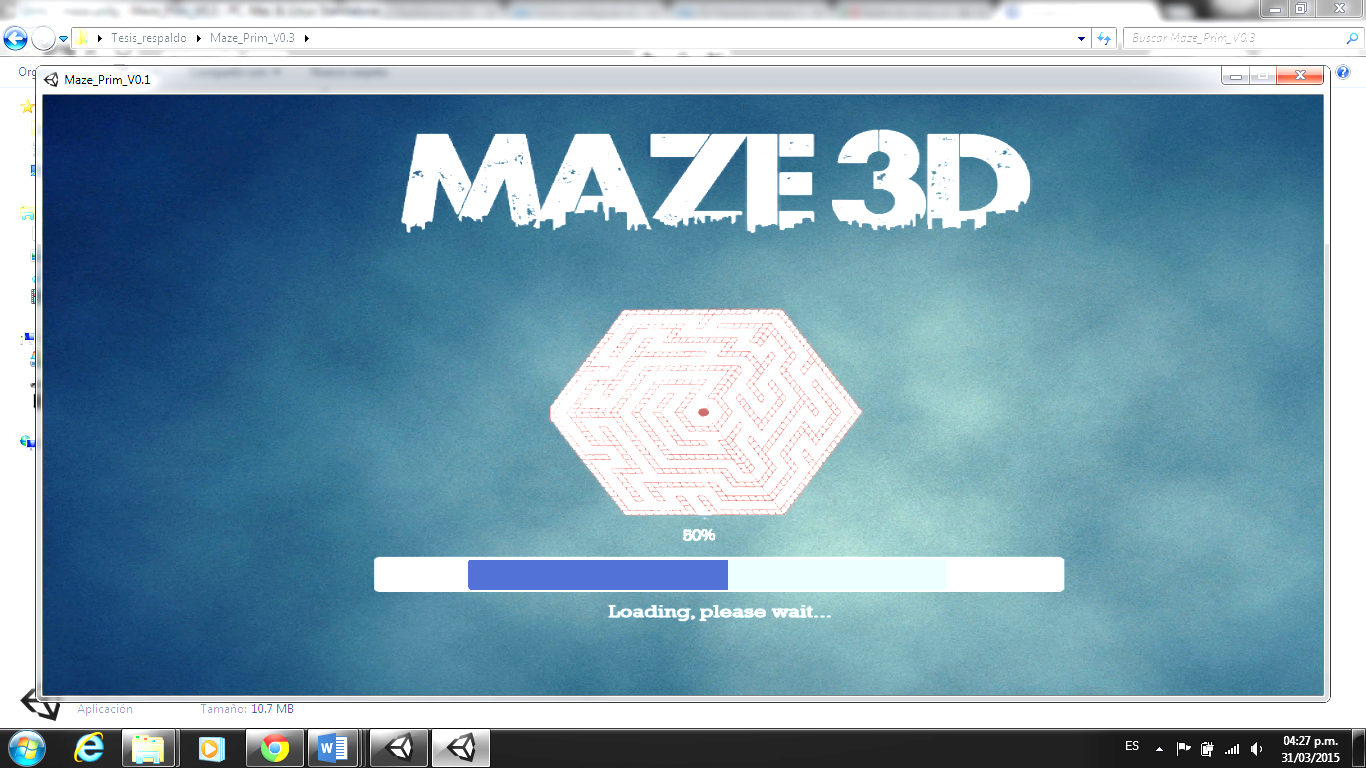 Tesis_respaldo
Maze_Prim_V0.3
Buscar Maze_Prim_V0.3
Org
Maze_Prim_V0.1
MAZE 3D
50%
Loading, please wait...
Aplicación
Tamaño: 10.7 MB
ES
04:27 p.m.
31/03/2015